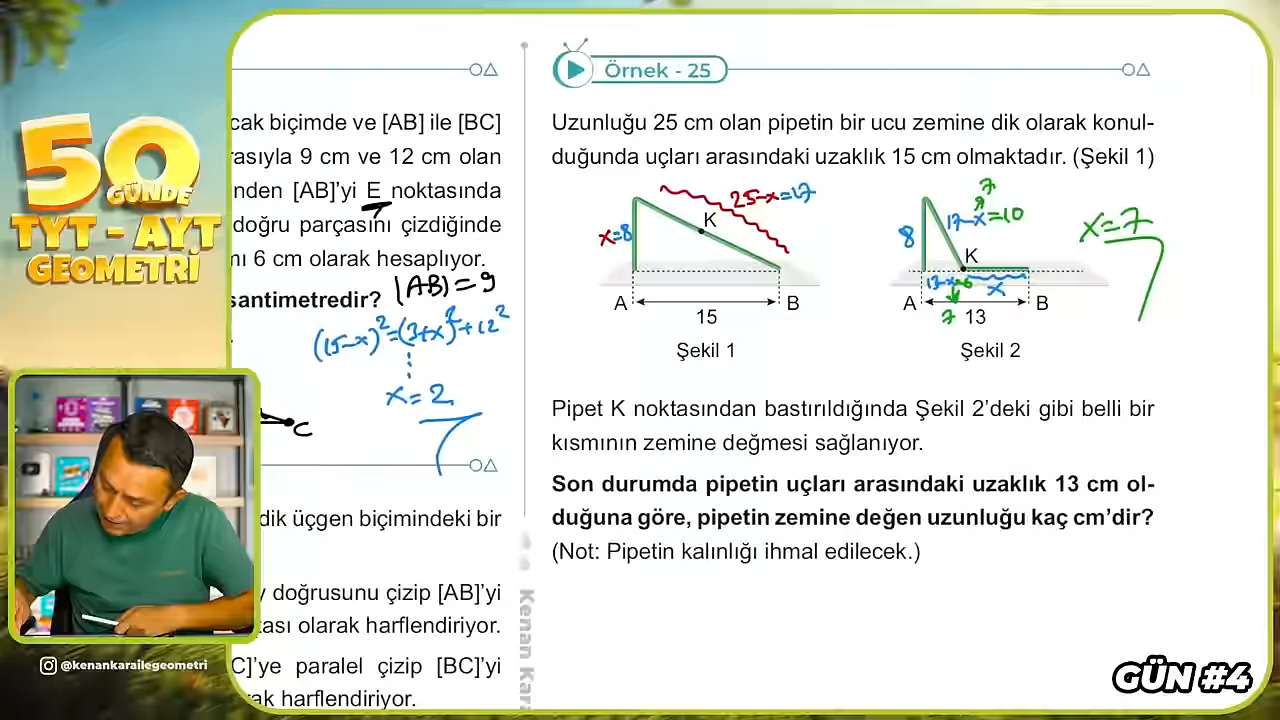 50
GÜNDE
TYT - AYT
GEOMETRİ
cak biçimde ve [AB] ile [BC]
rasıyla 9 cm ve 12 cm olan
nden [AB]'yi E noktasında
doğru parçasını çizdiğinde
nı 6 cm olarak hesaplıyor.
santimetredir? |AB|=9
(15-x)²=(3+x)²+12²
x=2
C
dik üçgen biçimindeki bir
y doğrusunu çizip [AB]'yi
tası olarak harflendiriyor.
C]'ye paralel çizip [BC]'yi
ak harflendiriyor.
Kenan Kar
Örnek - 25
Uzunluğu 25 cm olan pipetin bir ucu zemine dik olarak konul-
duğunda uçları arasındaki uzaklık 15 cm olmaktadır. (Şekil 1)
25-x=17
x=8
K
A
B
15
Şekil 1
7
17-x=10
8
K
13-x=6
x
7
A
B
13
Şekil 2
x=7
Pipet K noktasından bastırıldığında Şekil 2'deki gibi belli bir
kısmının zemine değmesi sağlanıyor.
Son durumda pipetin uçları arasındaki uzaklık 13 cm ol-
duğuna göre, pipetin zemine değen uzunluğu kaç cm'dir?
(Not: Pipetin kalınlığı ihmal edilecek.)
@kenankarailegeometri
GÜN #4